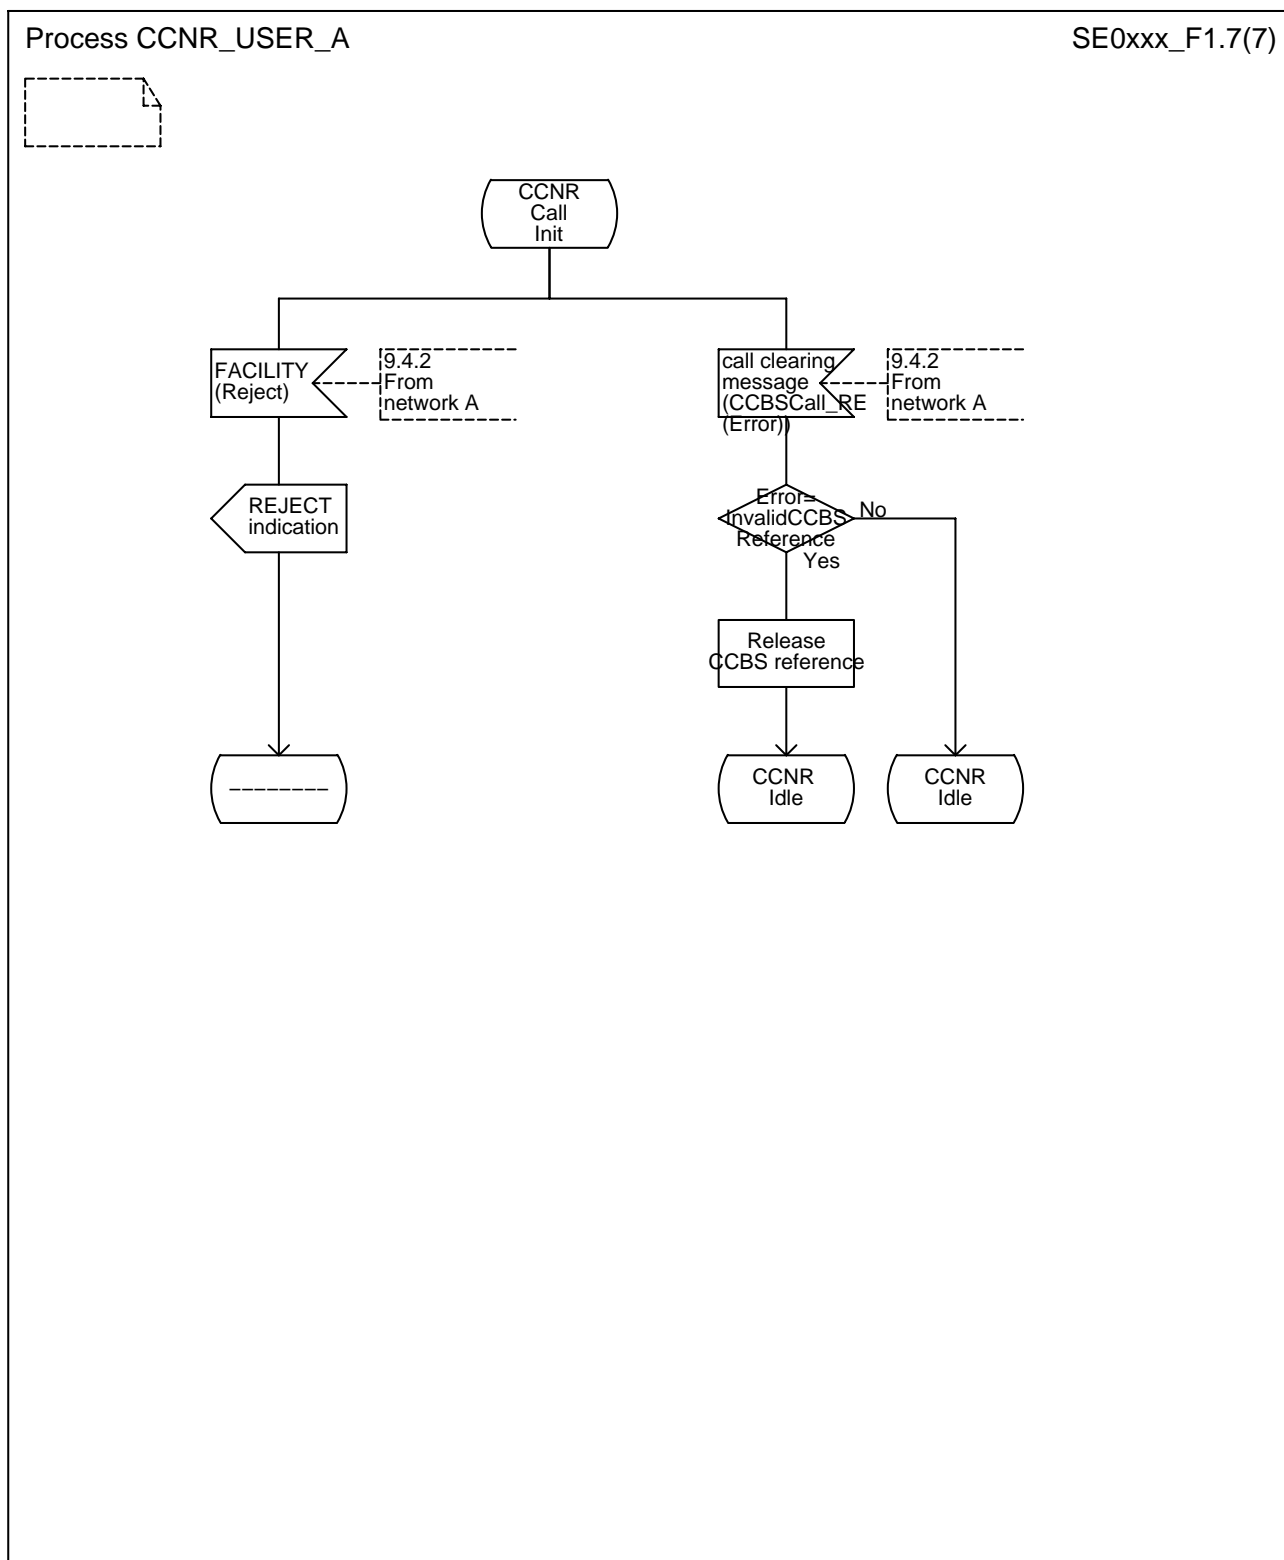 Process CCNR_USER_A
SE0xxx_F1.7(7)
CCNR
Call
Init
FACILITY
(Reject)
9.4.2
From
network A
call clearing
message
(CCBSCall_RE
(Error))
9.4.2
From
network A
REJECT
indication
Error=
InvalidCCBS
Reference
No
Yes
Release
CCBS reference
CCNR
Idle
CCNR
Idle